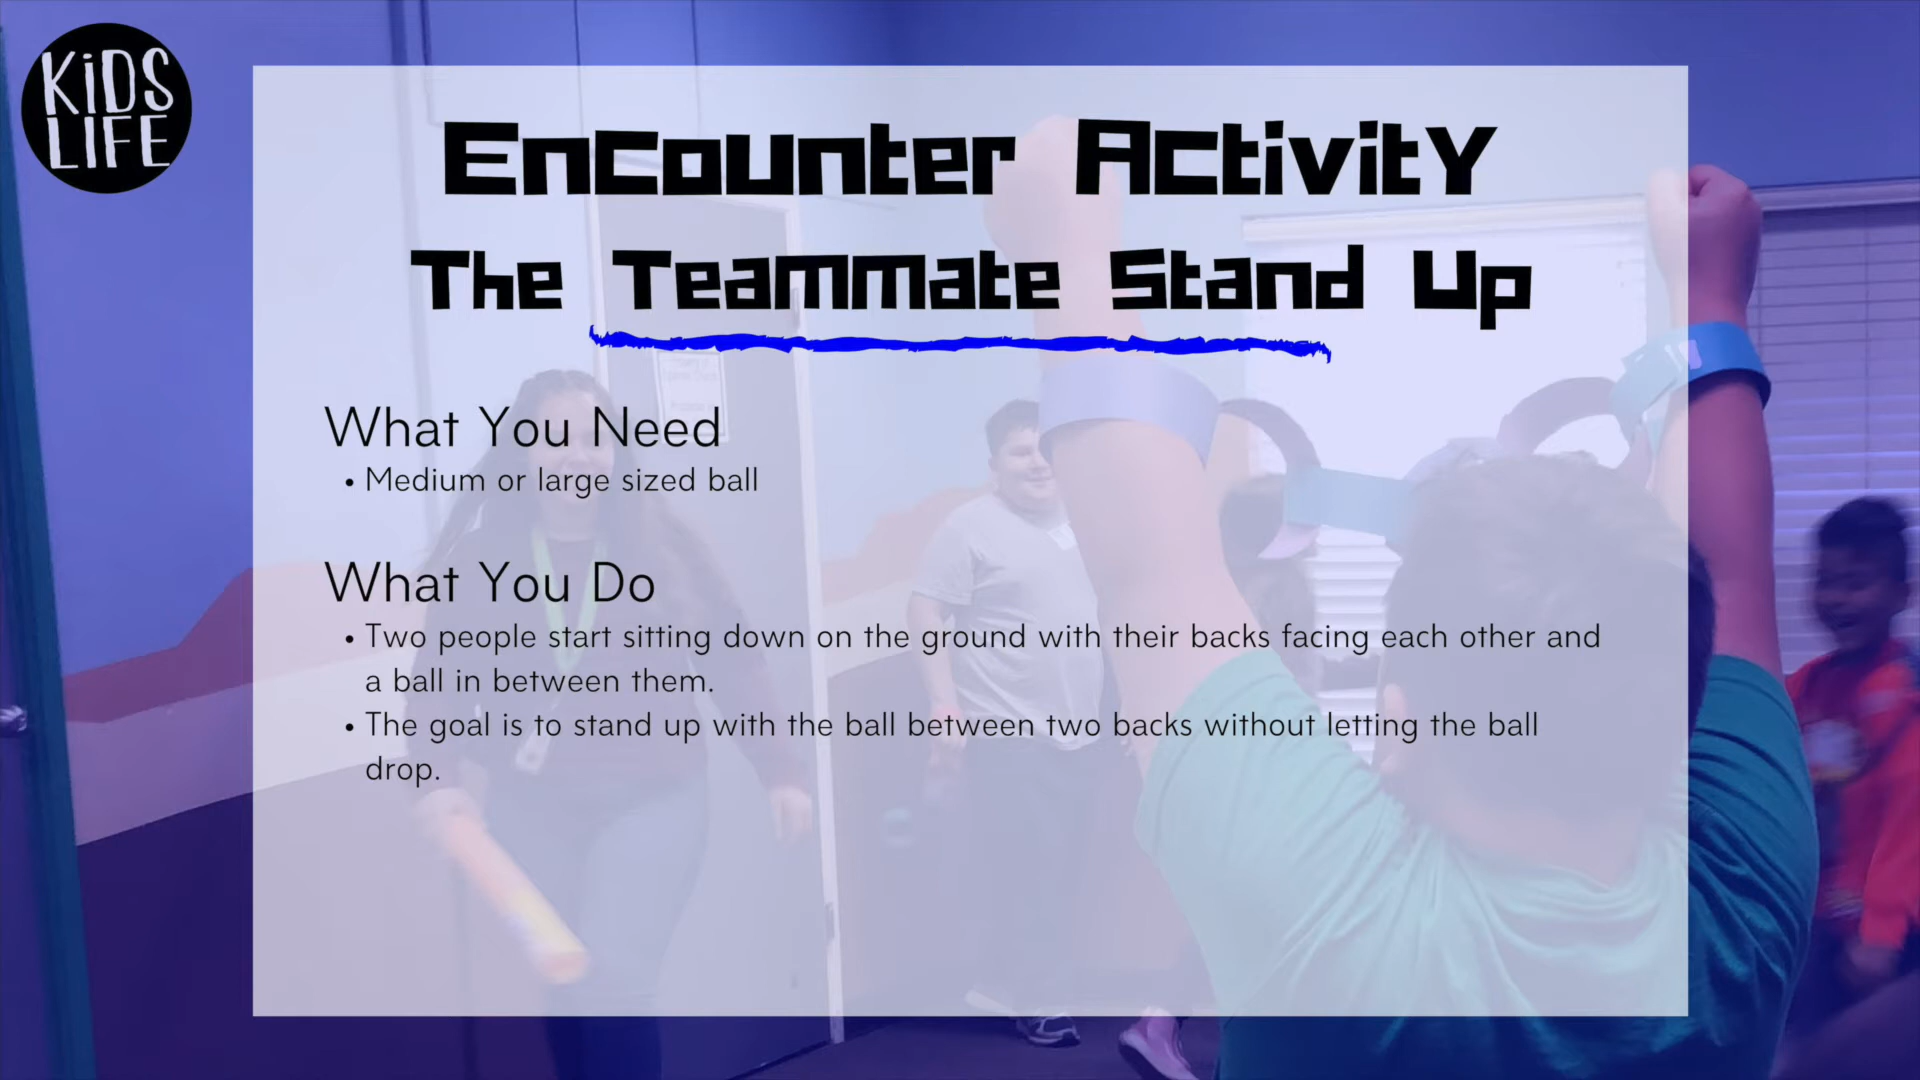 KiDS
LIFE
Encounter Activity
The Teammate Stand Up
What You Need
• Medium or large sized ball
What You Do
• Two people start sitting down on the ground with their backs facing each other and
a ball in between them.
• The goal is to stand up with the ball between two backs without letting the ball
drop.